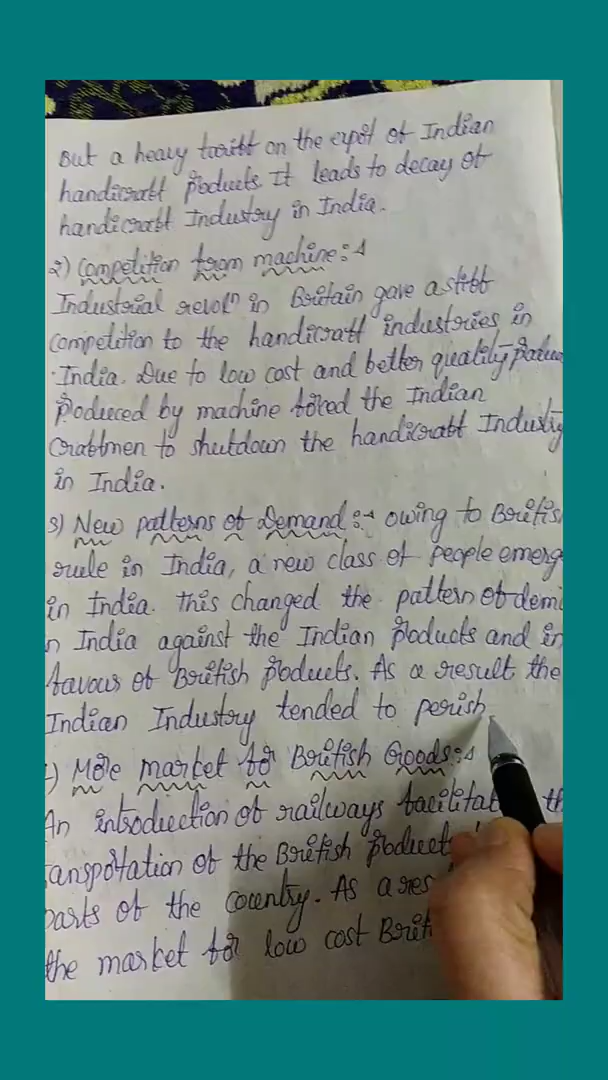 But a heavy tariff on the export of Indian
handicraft Products. It leads to decay of
handicraft Industry in India.
2) Competition from machine:-
Industrial revolⁿ in Britain gave a stiff
competetion to the handicraft industries in
India. Due to low cost and better quality
Produced by machine forced the Indian
Craftmen to shutdown the handicraft Industry
in India.
3) New patterns of Demand:- owing to Britis
rule in India, a new class of people emerg
in India. This changed the pattern of dem
n India against the Indian Products and in
favour of British Products. As a result the
Indian Industry tended to perish.
) More market for British Goods:-
An introduction of railways facilitat th
ransportation of the British Product
parts of the country. As a res
the market for low cost Briti